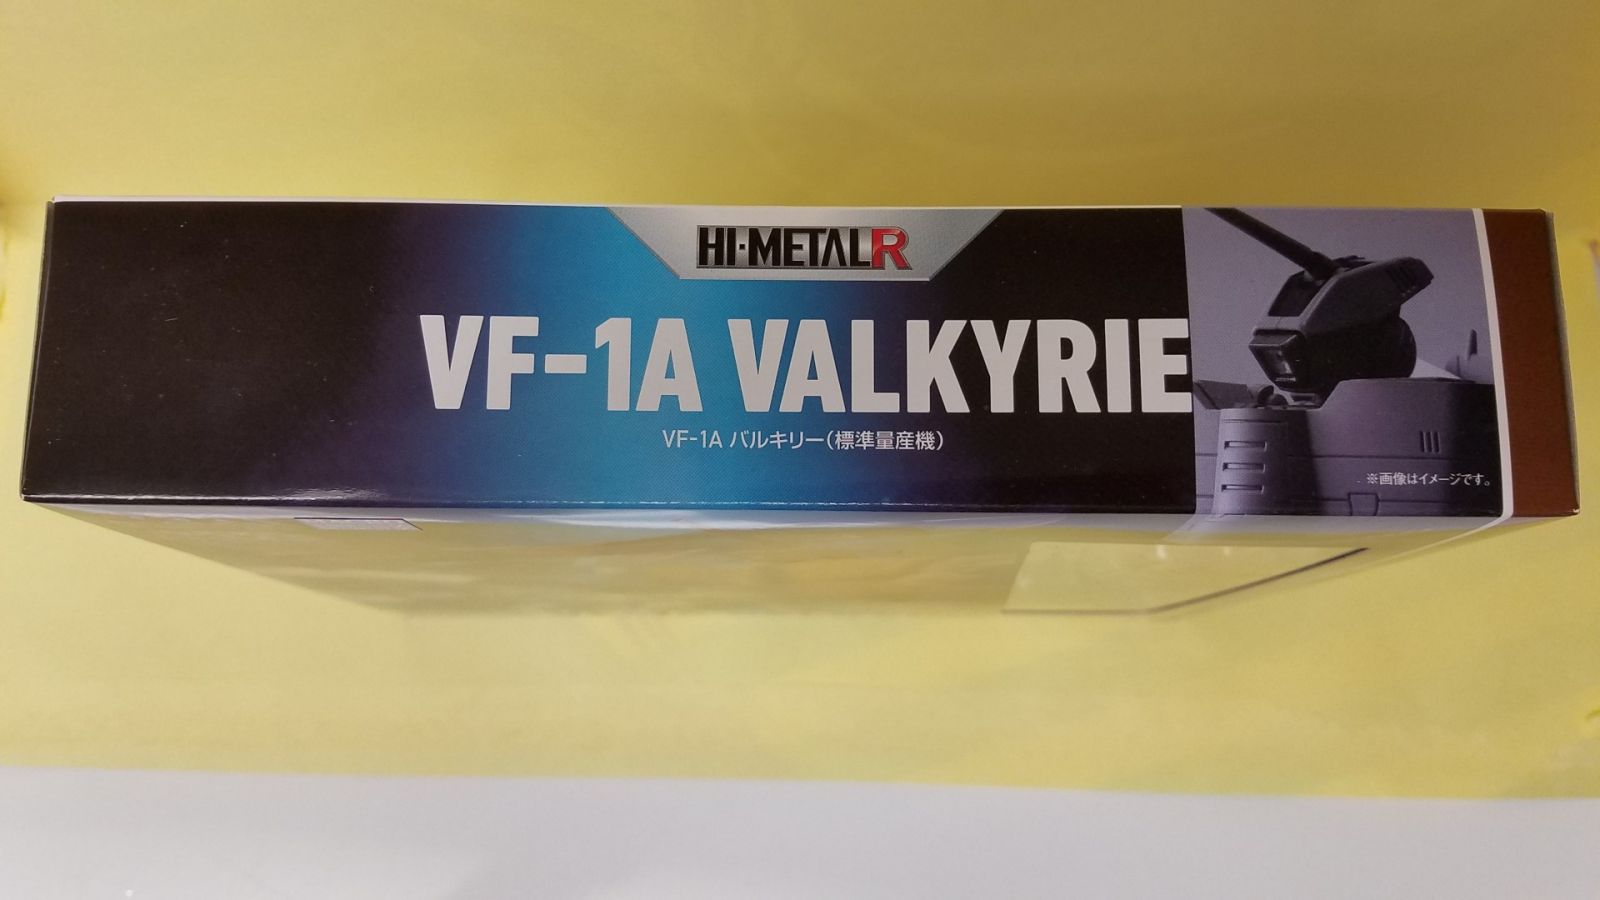 HI-METAL R
VF-1A VALKYRIE
VF-1A バルキリー(標準量産機)
※画像はイメージです。